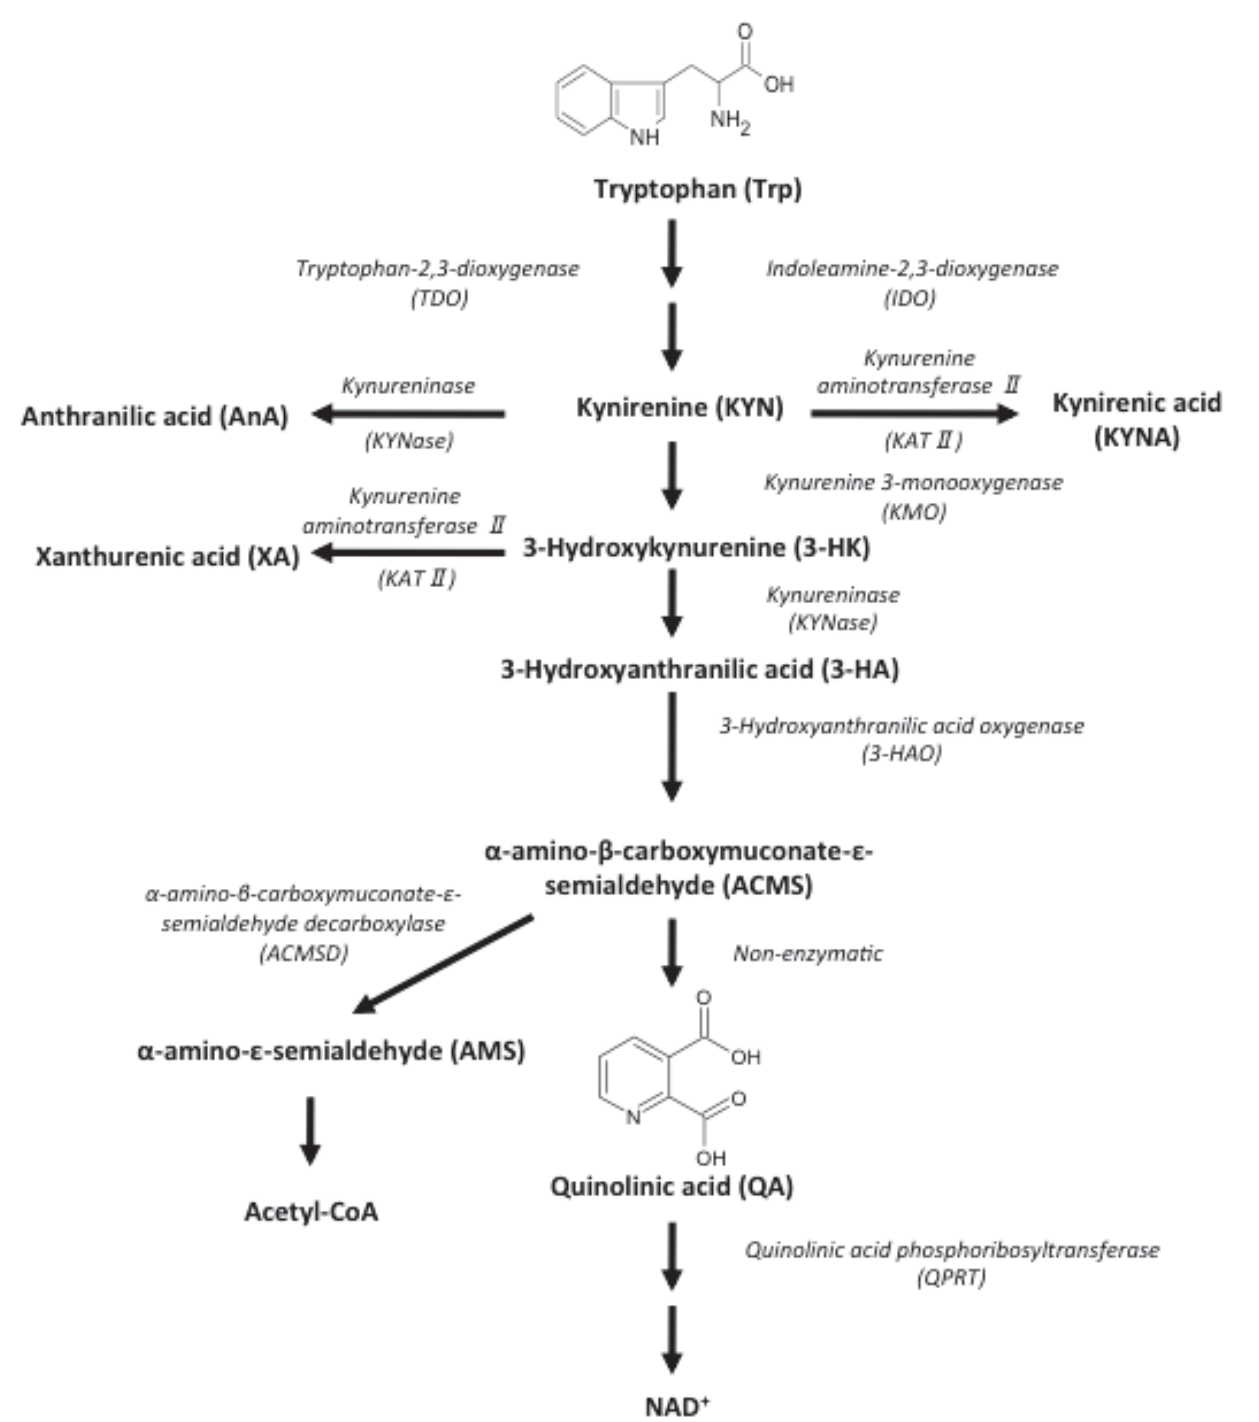 O
OH
NH2
NH
Tryptophan (Trp)
Tryptophan-2,3-dioxygenase
(TDO)
Indoleamine-2,3-dioxygenase
(IDO)
Kynureninase
(KYNase)
Anthranilic acid (AnA)
Kynirenine (KYN)
Kynurenine
aminotransferase II
(KAT II)
Kynirenic acid
(KYNA)
Kynurenine 3-monooxygenase
(KMO)
Kynurenine
aminotransferase II
(KAT II)
Xanthurenic acid (XA)
3-Hydroxykynurenine (3-HK)
Kynureninase
(KYNase)
3-Hydroxyanthranilic acid (3-HA)
3-Hydroxyanthranilic acid oxygenase
(3-HAO)
α-amino-β-carboxymuconate-ε-
semialdehyde (ACMS)
α-amino-β-carboxymuconate-ε-
semialdehyde decarboxylase
(ACMSD)
Non-enzymatic
α-amino-ε-semialdehyde (AMS)
O
OH
O
N
OH
Quinolinic acid (QA)
Acetyl-CoA
Quinolinic acid phosphoribosyltransferase
(QPRT)
NAD+